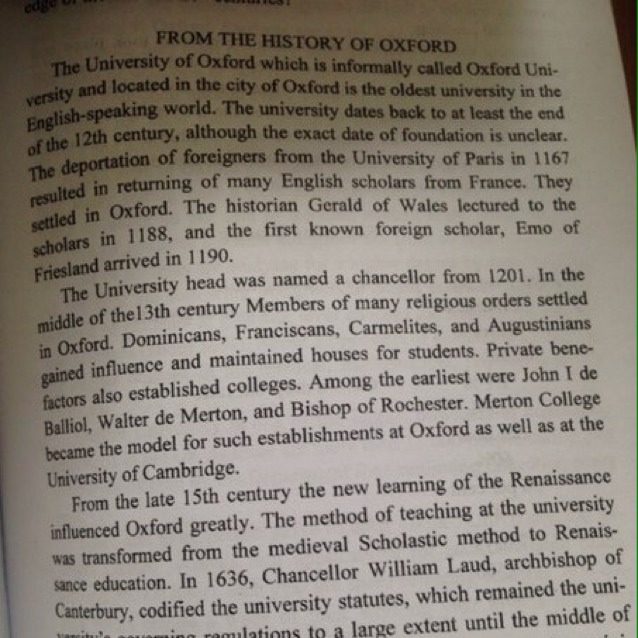 edge
FROM THE HISTORY OF OXFORD
The University of Oxford which is informally called Oxford Uni-
versity and located in the city of Oxford is the oldest university in the
English-speaking world. The university dates back to at least the end
of the 12th century, although the exact date of foundation is unclear.
The deportation of foreigners from the University of Paris in 1167
resulted in returning of many English scholars from France. They
settled in Oxford. The historian Gerald of Wales lectured to the
scholars in 1188, and the first known foreign scholar, Emo of
Friesland arrived in 1190.
The University head was named a chancellor from 1201. In the
middle of the13th century Members of many religious orders settled
in Oxford. Dominicans, Franciscans, Carmelites, and Augustinians
gained influence and maintained houses for students. Private bene-
factors also established colleges. Among the earliest were John I de
Balliol, Walter de Merton, and Bishop of Rochester. Merton College
became the model for such establishments at Oxford as well as at the
University of Cambridge.
From the late 15th century the new learning of the Renaissance
influenced Oxford greatly. The method of teaching at the university
was transformed from the medieval Scholastic method to Renais-
sance education. In 1636, Chancellor William Laud, archbishop of
Canterbury, codified the university statutes, which remained the uni-
versity's governing regulations to a large extent until the middle of